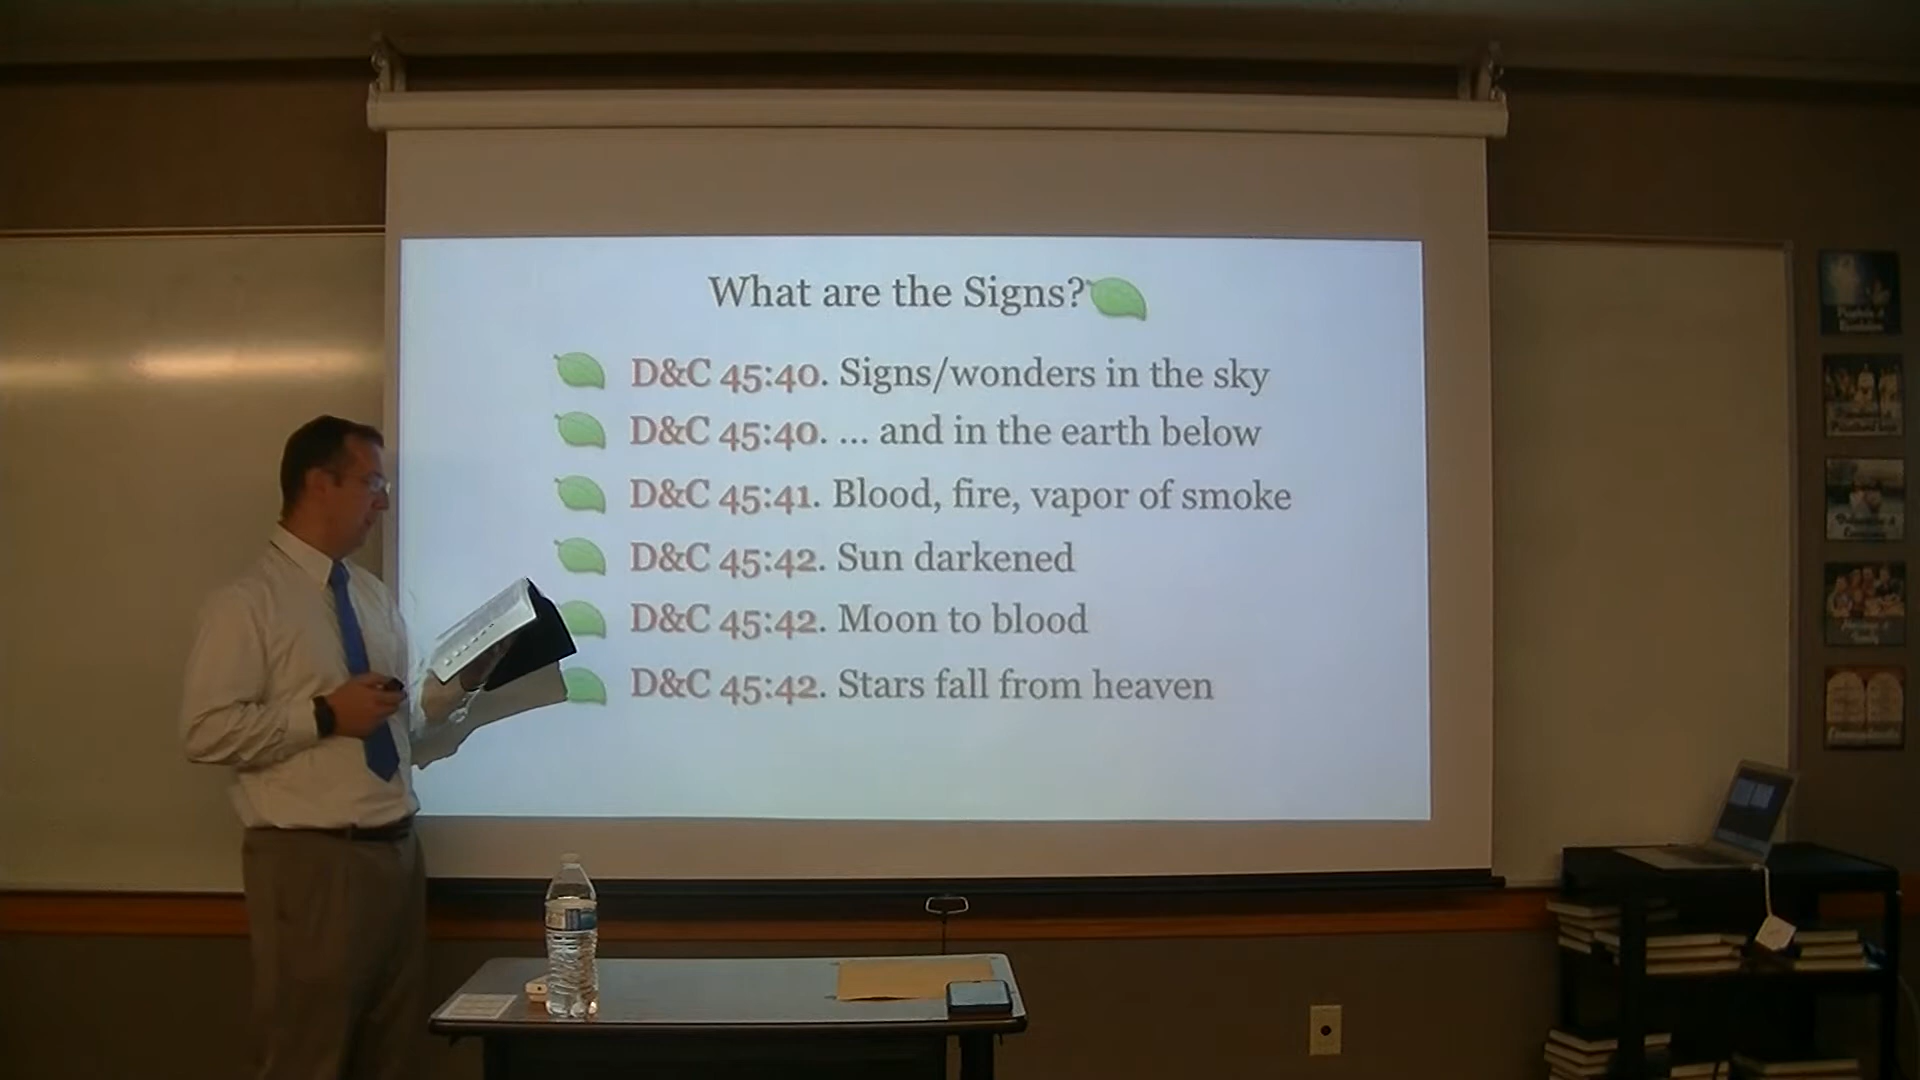 What are the Signs?
D&C 45:40. Signs/wonders in the sky
D&C 45:40. ... and in the earth below
D&C 45:41. Blood, fire, vapor of smoke
D&C 45:42. Sun darkened
D&C 45:42. Moon to blood
D&C 45:42. Stars fall from heaven